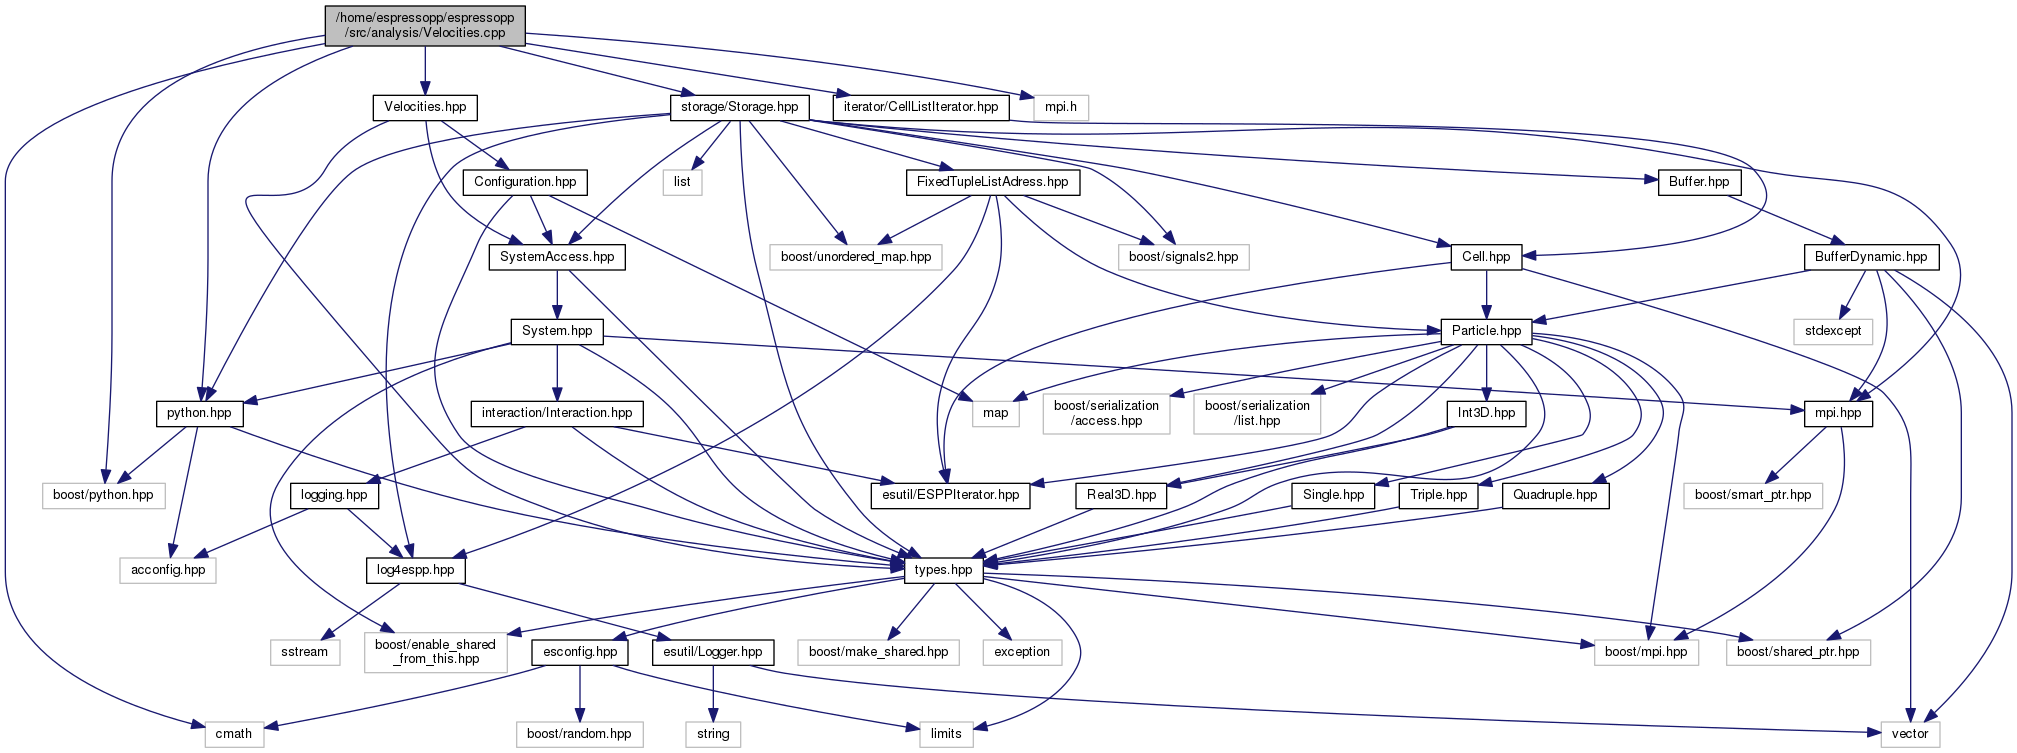 /home/espressopp/espressopp
/src/analysis/Velocities.cpp
Velocities.hpp
storage/Storage.hpp
iterator/CellListIterator.hpp
mpi.h
Configuration.hpp
list
FixedTupleListAdress.hpp
Buffer.hpp
SystemAccess.hpp
boost/unordered_map.hpp
boost/signals2.hpp
Cell.hpp
BufferDynamic.hpp
System.hpp
Particle.hpp
stdexcept
python.hpp
interaction/Interaction.hpp
map
boost/serialization
/access.hpp
boost/serialization
/list.hpp
Int3D.hpp
mpi.hpp
boost/python.hpp
logging.hpp
esutil/ESPPIterator.hpp
Real3D.hpp
Single.hpp
Triple.hpp
Quadruple.hpp
boost/smart_ptr.hpp
acconfig.hpp
log4espp.hpp
types.hpp
sstream
boost/enable_shared
_from_this.hpp
esconfig.hpp
esutil/Logger.hpp
boost/make_shared.hpp
exception
boost/mpi.hpp
boost/shared_ptr.hpp
cmath
boost/random.hpp
string
limits
vector